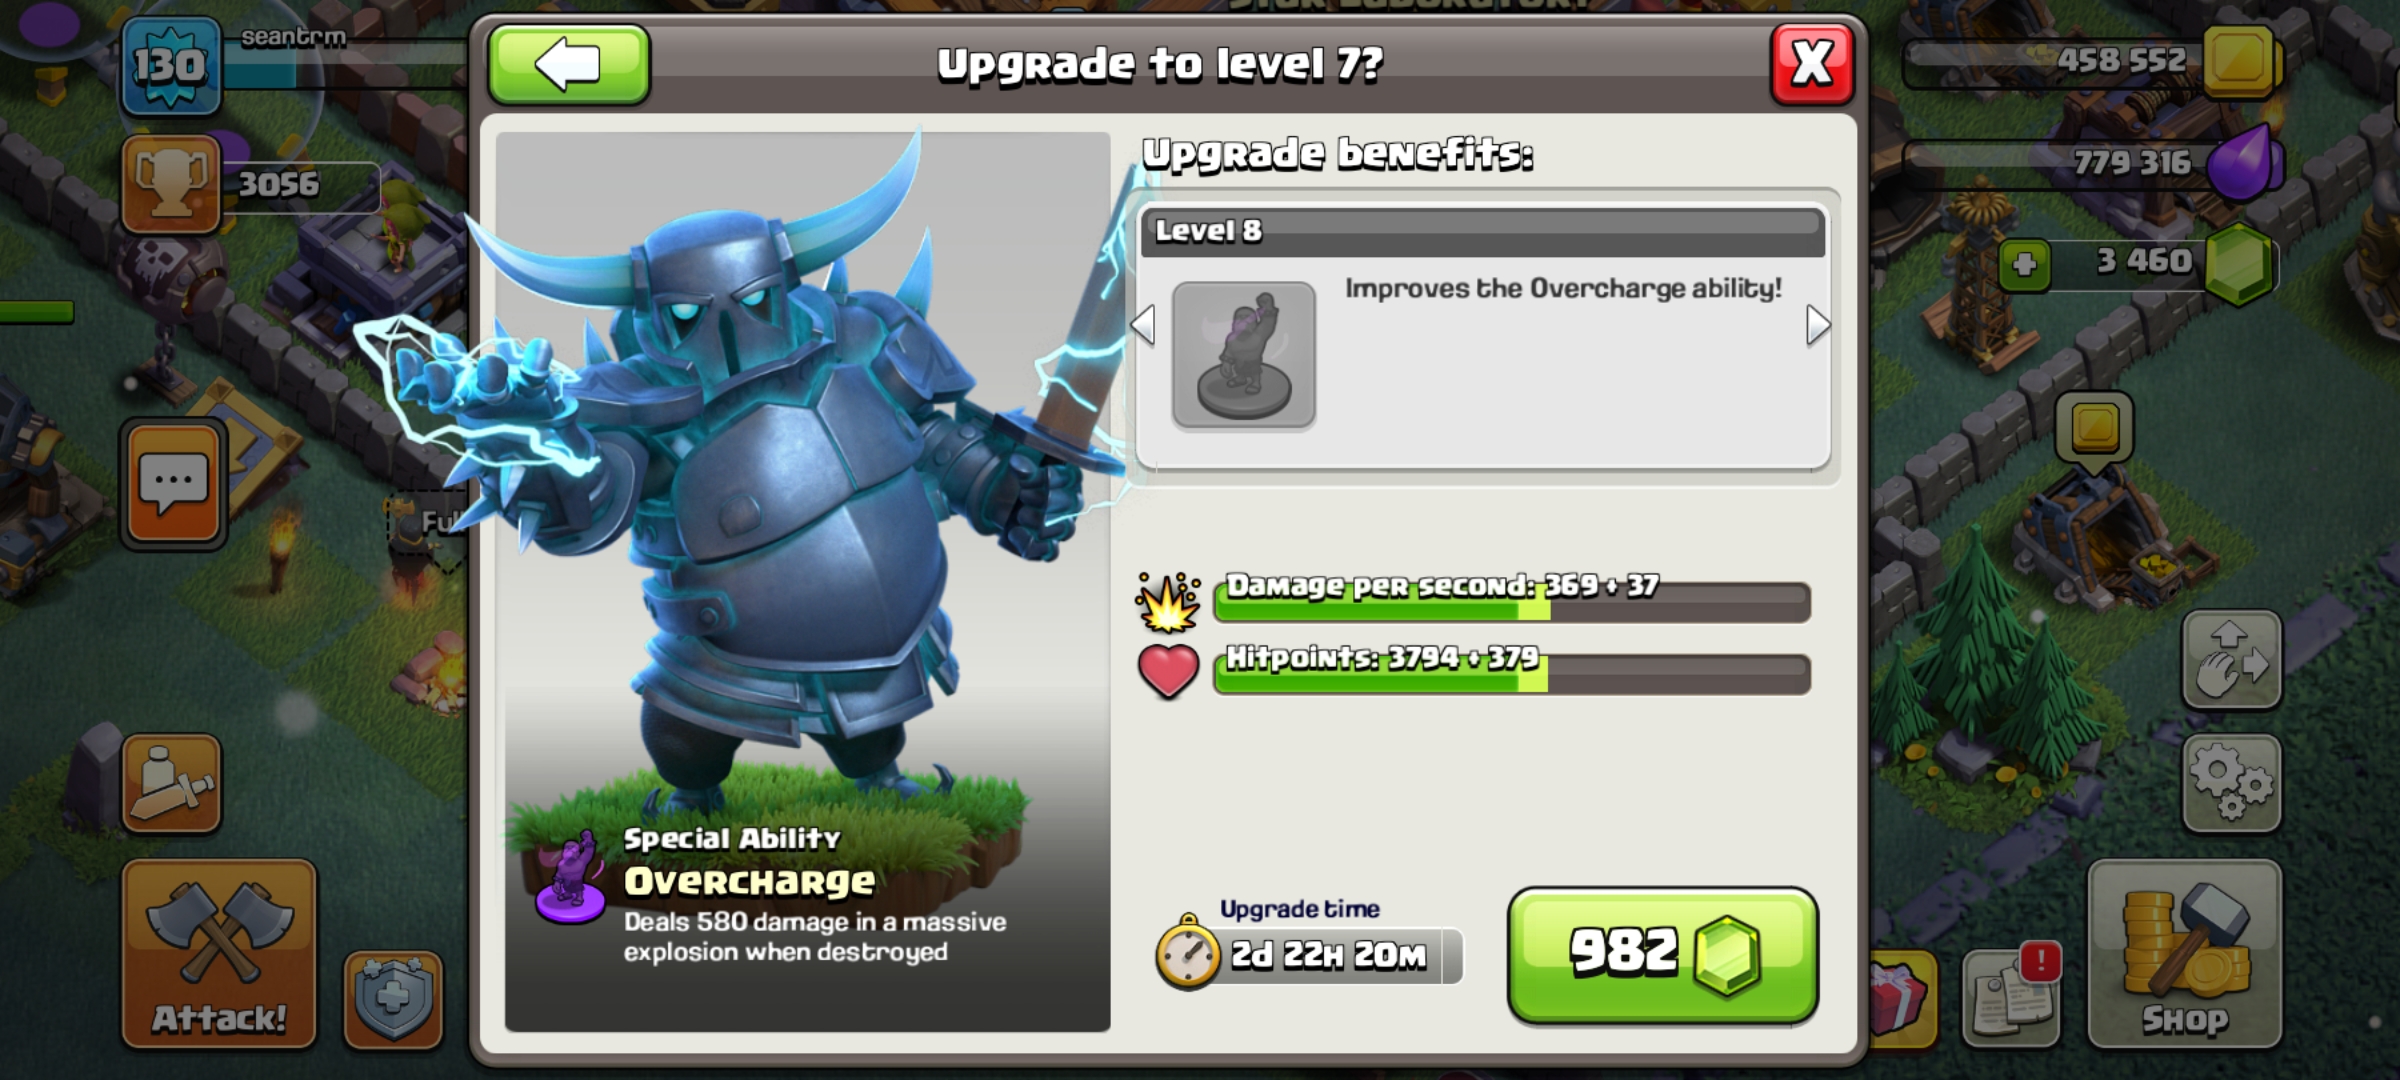 seantrm
130
3056
Ful
Attack!
Upgrade to level 7?
X
Upgrade benefits:
Level 8
Improves the Overcharge ability!
Damage per second: 369 + 37
Hitpoints: 3794 + 379
Special Ability
Overcharge
Deals 580 damage in a massive
explosion when destroyed
Upgrade time
2d 22h 20m
982
458 552
779 316
3 460
!
Shop